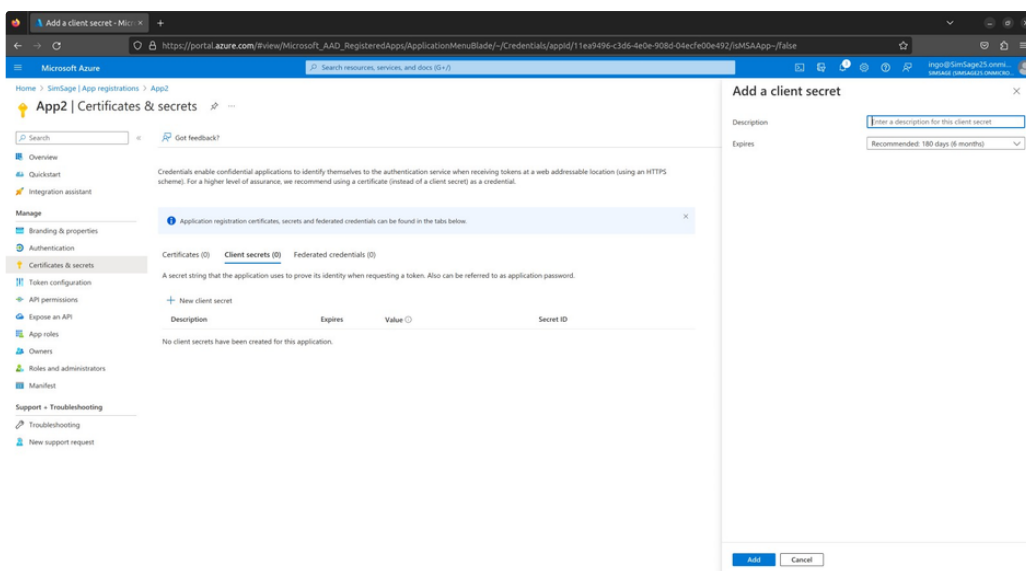 Add a client secret - Micr
https://portal.azure.com/#view/Microsoft_AAD_RegisteredApps/ApplicationMenuBlade/~/Credentials/appId/11ea9496-c3d6-4e0e-908d-04ecfe00e492/isMSAApp~/false
Microsoft Azure
Search resources, services, and docs (G+/)
ingo@SimSage25.onmi...
SIMSAGE (SIMSAGE25.ONMICRO...
Home > SimSage | App registrations > App2
App2 | Certificates & secrets
Search
Overview
Quickstart
Integration assistant
Manage
Branding & properties
Authentication
Certificates & secrets
Token configuration
API permissions
Expose an API
App roles
Owners
Roles and administrators
Manifest
Support + Troubleshooting
Troubleshooting
New support request
Got feedback?
Credentials enable confidential applications to identify themselves to the authentication service when receiving tokens at a web addressable location (using an HTTPS
scheme). For a higher level of assurance, we recommend using a certificate (instead of a client secret) as a credential.
Application registration certificates, secrets and federated credentials can be found in the tabs below.
Certificates (0) Client secrets (0) Federated credentials (0)
A secret string that the application uses to prove its identity when requesting a token. Also can be referred to as application password.
New client secret
Description Expires Value Secret ID
No client secrets have been created for this application.
Add a client secret
Description Enter a description for this client secret
Expires Recommended: 180 days (6 months)
Add Cancel